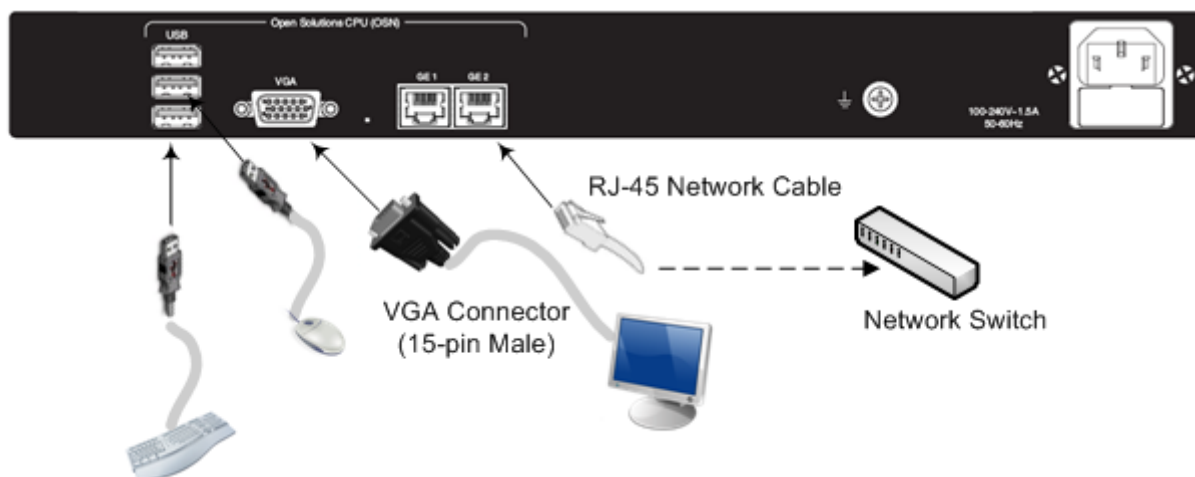 Open Solutions CPU (OSN)
USB
VGA
GE 1
GE 2
100-240V~1.5A
50-60Hz
RJ-45 Network Cable
VGA Connector
(15-pin Male)
Network Switch